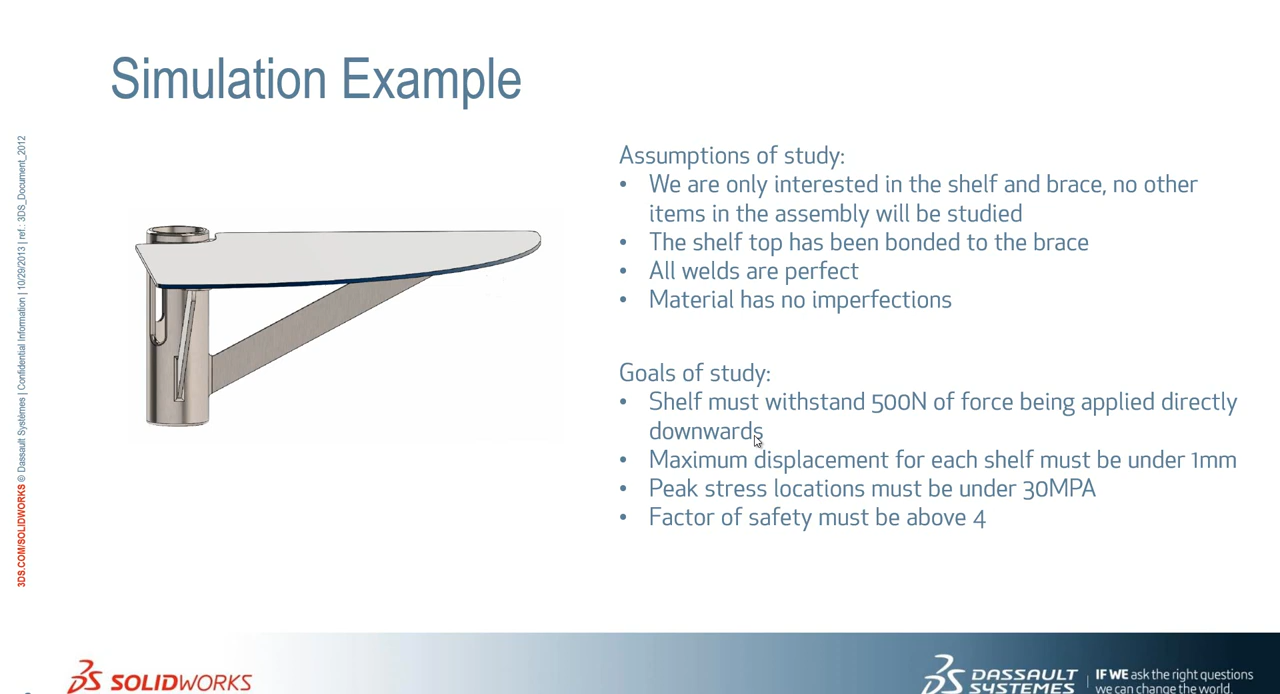 Simulation Example
3DS.COM/SOLIDWORKS © Dassault Systèmes | Confidential Information | 10/29/2013 | ref.: 3DS_Document_2012
Assumptions of study:
• We are only interested in the shelf and brace, no other
items in the assembly will be studied
• The shelf top has been bonded to the brace
• All welds are perfect
• Material has no imperfections
Goals of study:
• Shelf must withstand 500N of force being applied directly
downwards
• Maximum displacement for each shelf must be under 1mm
• Peak stress locations must be under 30MPA
• Factor of safety must be above 4
SOLIDWORKS
DASSAULT
SYSTEMES
IF WE ask the right questions
we can change the world.